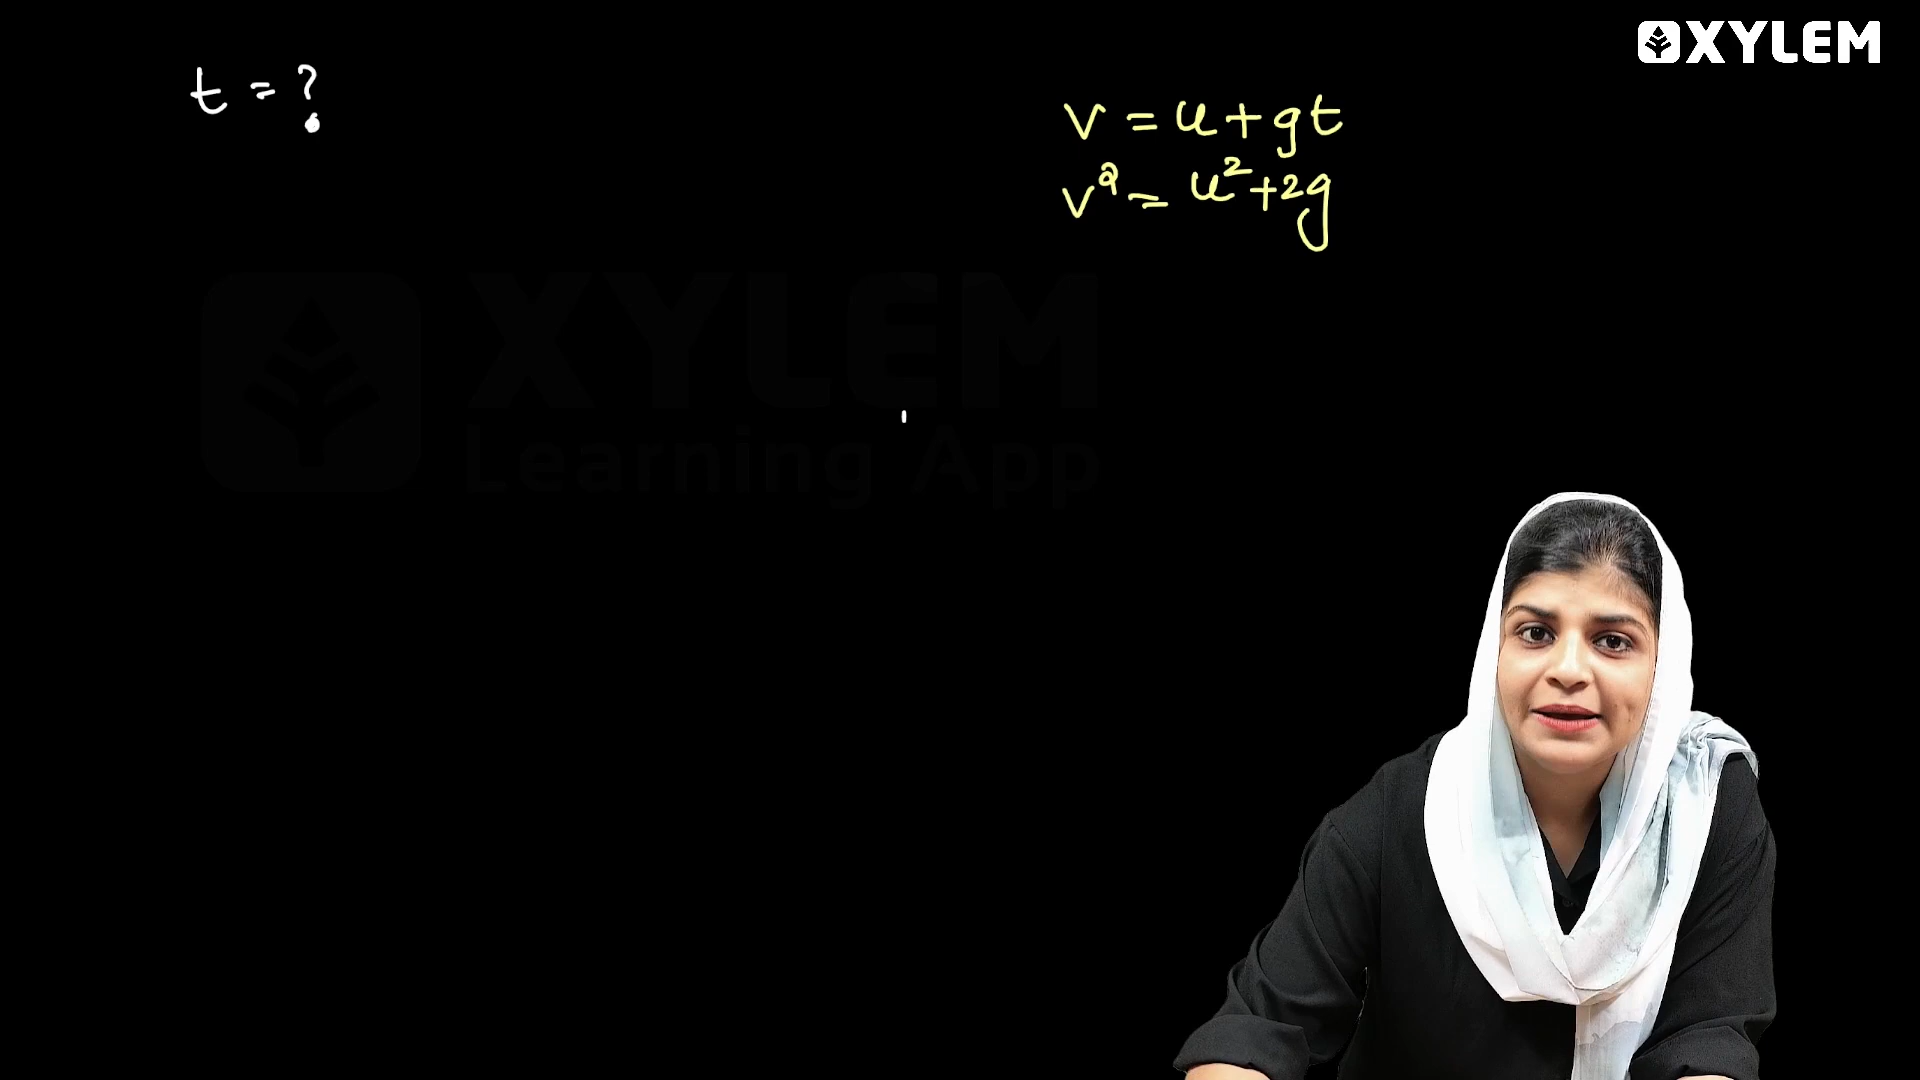 XYLEM
t = ?
v = u + gt
v² = u² + 2g
XYLEM
Learning App